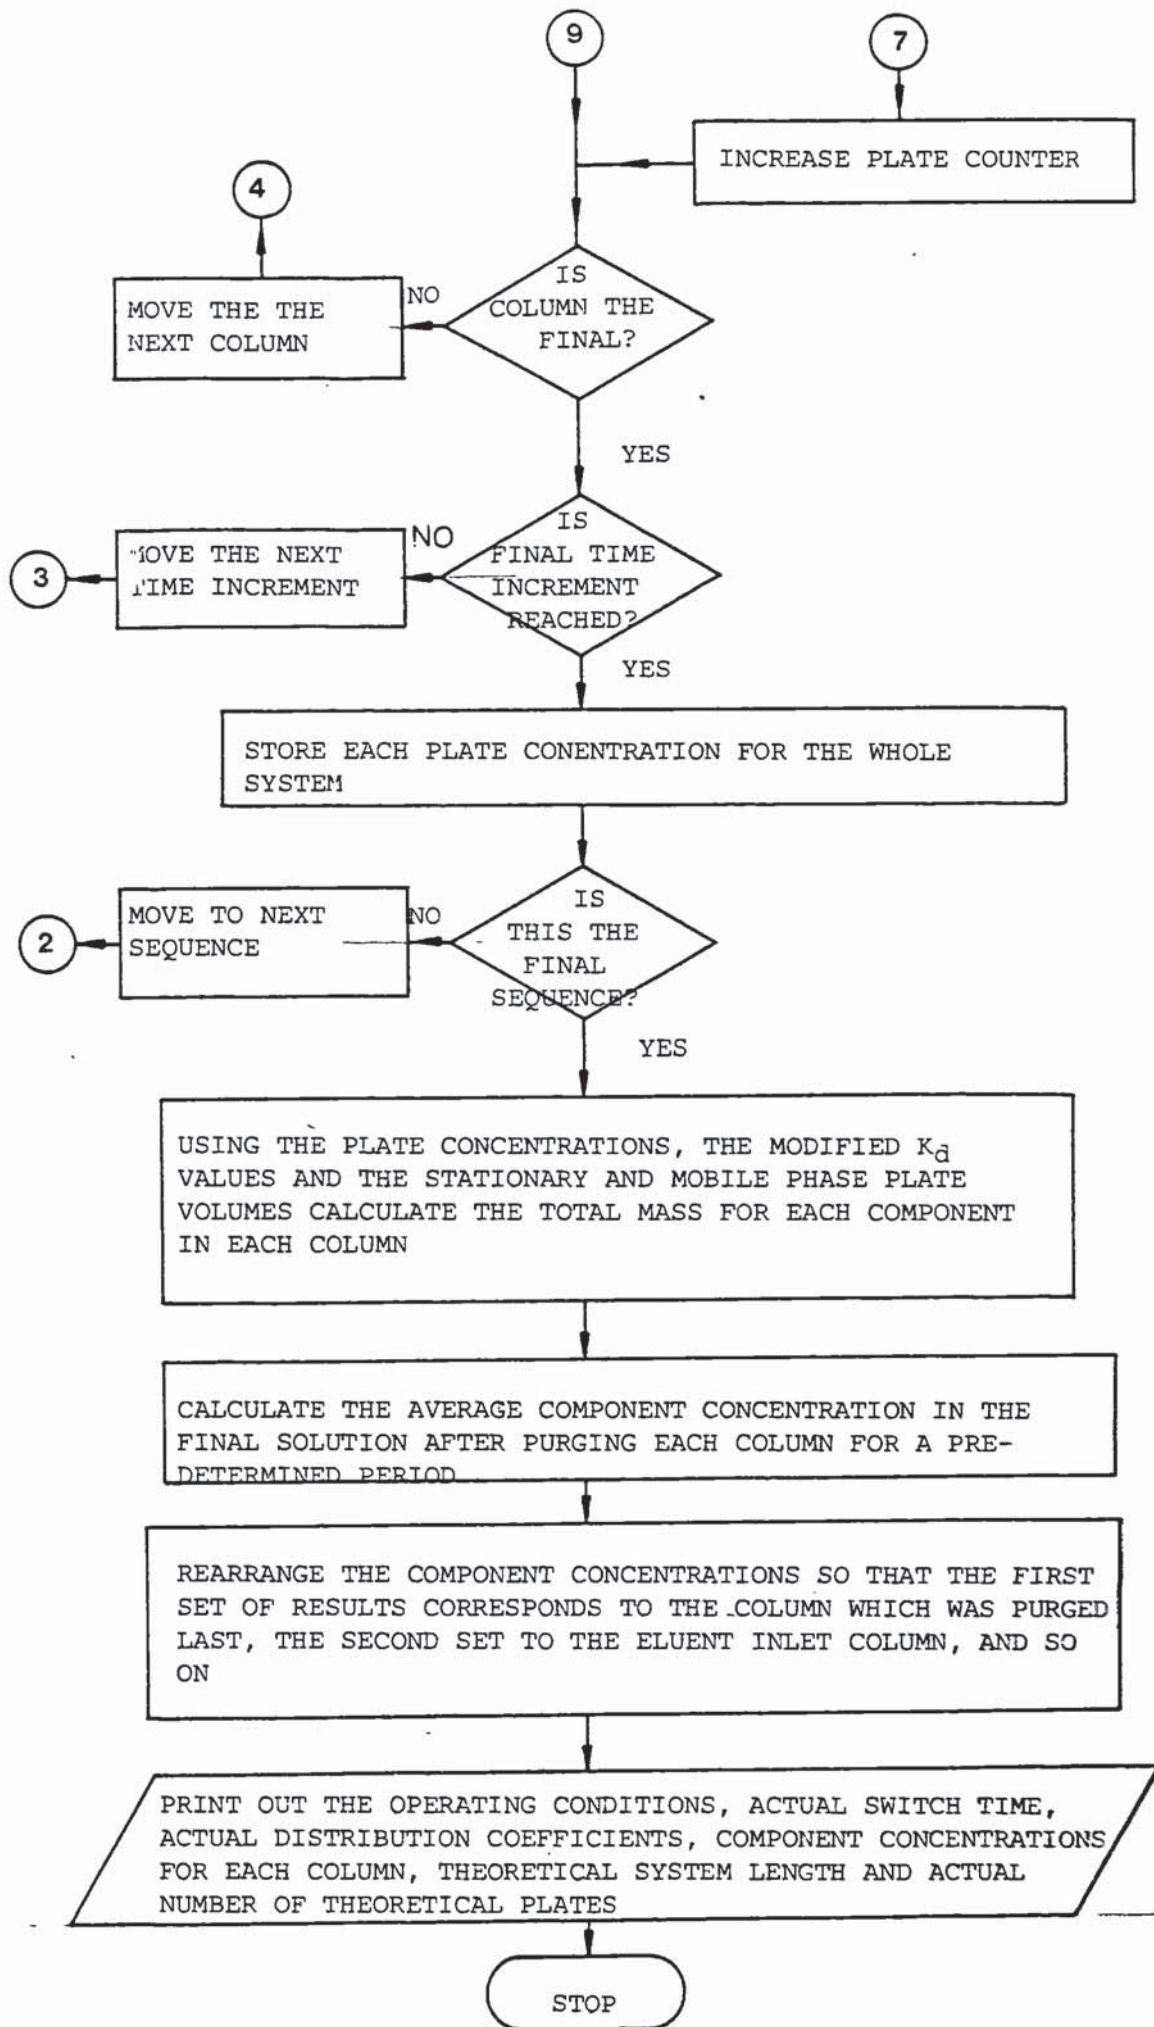 9
7
INCREASE PLATE COUNTER
4
IS
COLUMN THE
FINAL?
NO
MOVE THE THE
NEXT COLUMN
YES
IS
FINAL TIME
INCREMENT
REACHED?
NO
MOVE THE NEXT
TIME INCREMENT
3
YES
STORE EACH PLATE CONENTRATION FOR THE WHOLE
SYSTEM
IS
THIS THE
FINAL
SEQUENCE?
NO
MOVE TO NEXT
SEQUENCE
2
YES
USING THE PLATE CONCENTRATIONS, THE MODIFIED Kd
VALUES AND THE STATIONARY AND MOBILE PHASE PLATE
VOLUMES CALCULATE THE TOTAL MASS FOR EACH COMPONENT
IN EACH COLUMN
CALCULATE THE AVERAGE COMPONENT CONCENTRATION IN THE
FINAL SOLUTION AFTER PURGING EACH COLUMN FOR A PRE-
DETERMINED PERIOD
REARRANGE THE COMPONENT CONCENTRATIONS SO THAT THE FIRST
SET OF RESULTS CORRESPONDS TO THE COLUMN WHICH WAS PURGED
LAST, THE SECOND SET TO THE ELUENT INLET COLUMN, AND SO
ON
PRINT OUT THE OPERATING CONDITIONS, ACTUAL SWITCH TIME,
ACTUAL DISTRIBUTION COEFFICIENTS, COMPONENT CONCENTRATIONS
FOR EACH COLUMN, THEORETICAL SYSTEM LENGTH AND ACTUAL
NUMBER OF THEORETICAL PLATES
STOP